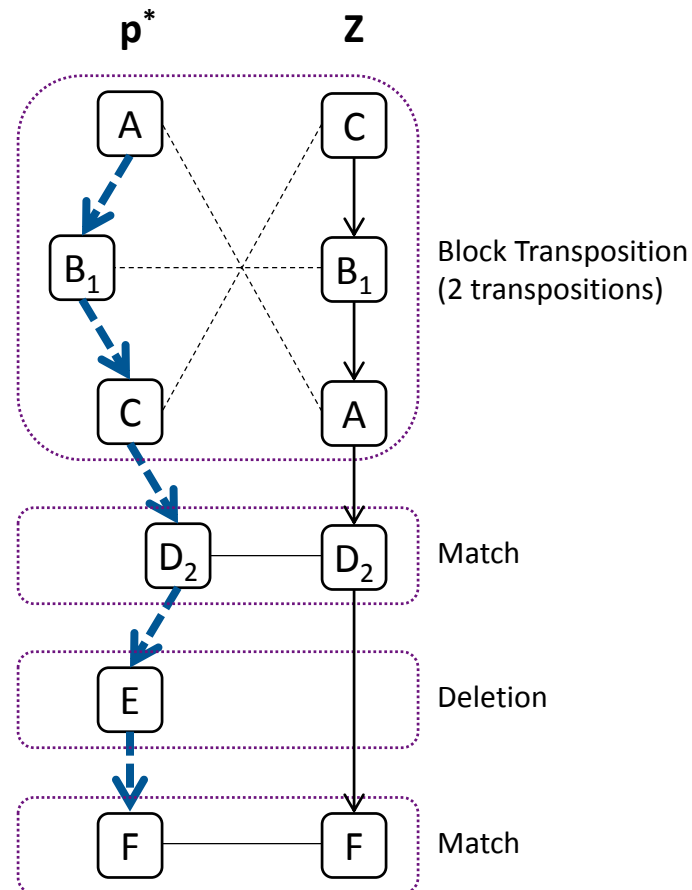 p* Z
A C
B₁ B₁
Block Transposition
(2 transpositions)
C A
D₂ D₂
Match
E
Deletion
F F
Match